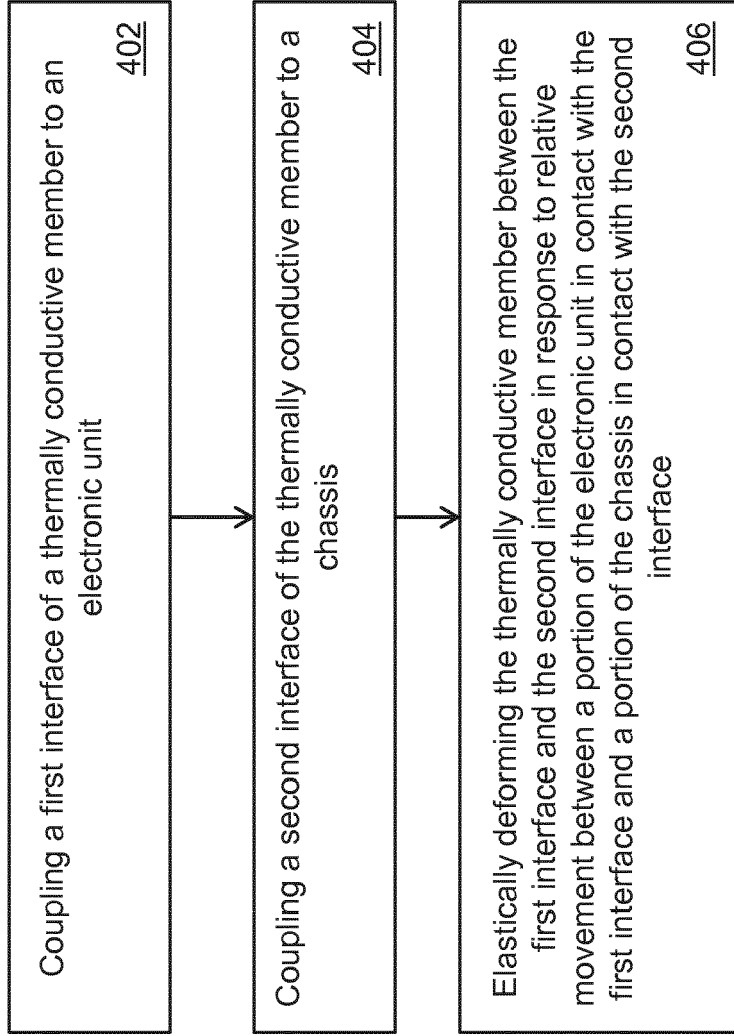 Coupling a first interface of a thermally conductive member to an
electronic unit
402
Coupling a second interface of the thermally conductive member to a
chassis
404
Elastically deforming the thermally conductive member between the
first interface and the second interface in response to relative
movement between a portion of the electronic unit in contact with the
first interface and a portion of the chassis in contact with the second
interface
406